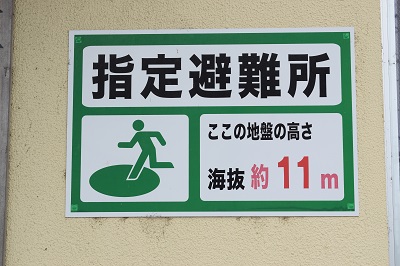 指定避難所
ここの地盤の高さ
海抜 約 11 m